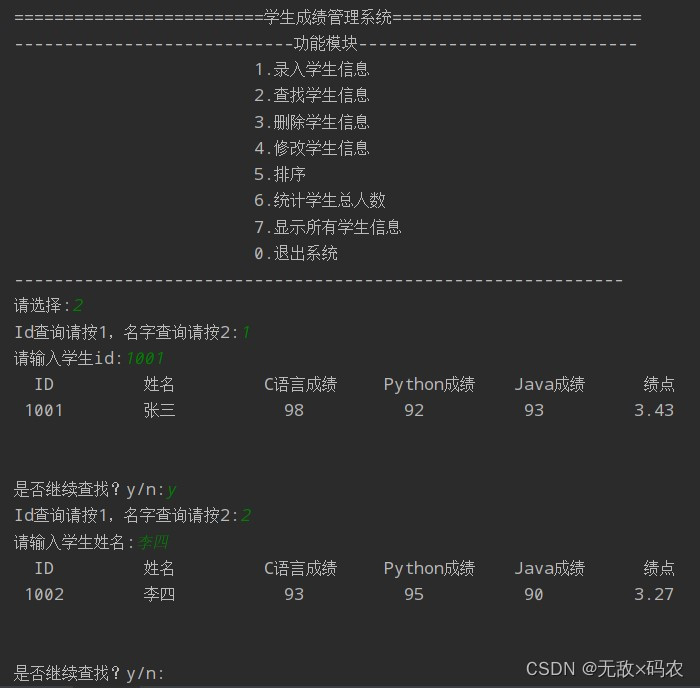 =========================学生成绩管理系统=========================
----------------------------功能模块----------------------------
1.录入学生信息
2.查找学生信息
3.删除学生信息
4.修改学生信息
5.排序
6.统计学生总人数
7.显示所有学生信息
0.退出系统
-------------------------------------------------------------
请选择:2
Id查询请按1，名字查询请按2:1
请输入学生id:1001
ID 姓名 C语言成绩 Python成绩 Java成绩 绩点
1001 张三 98 92 93 3.43
是否继续查找？y/n:y
Id查询请按1，名字查询请按2:2
请输入学生姓名:李四
ID 姓名 C语言成绩 Python成绩 Java成绩 绩点
1002 李四 93 95 90 3.27
是否继续查找？y/n:
CSDN @无敌×码农